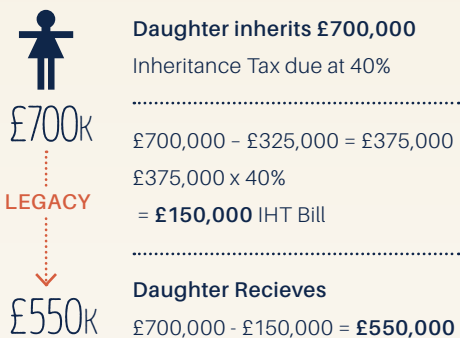 Daughter inherits £700,000
Inheritance Tax due at 40%
£700K
£700,000 – £325,000 = £375,000
£375,000 x 40%
= £150,000 IHT Bill
LEGACY
Daughter Recieves
£550K
£700,000 - £150,000 = £550,000